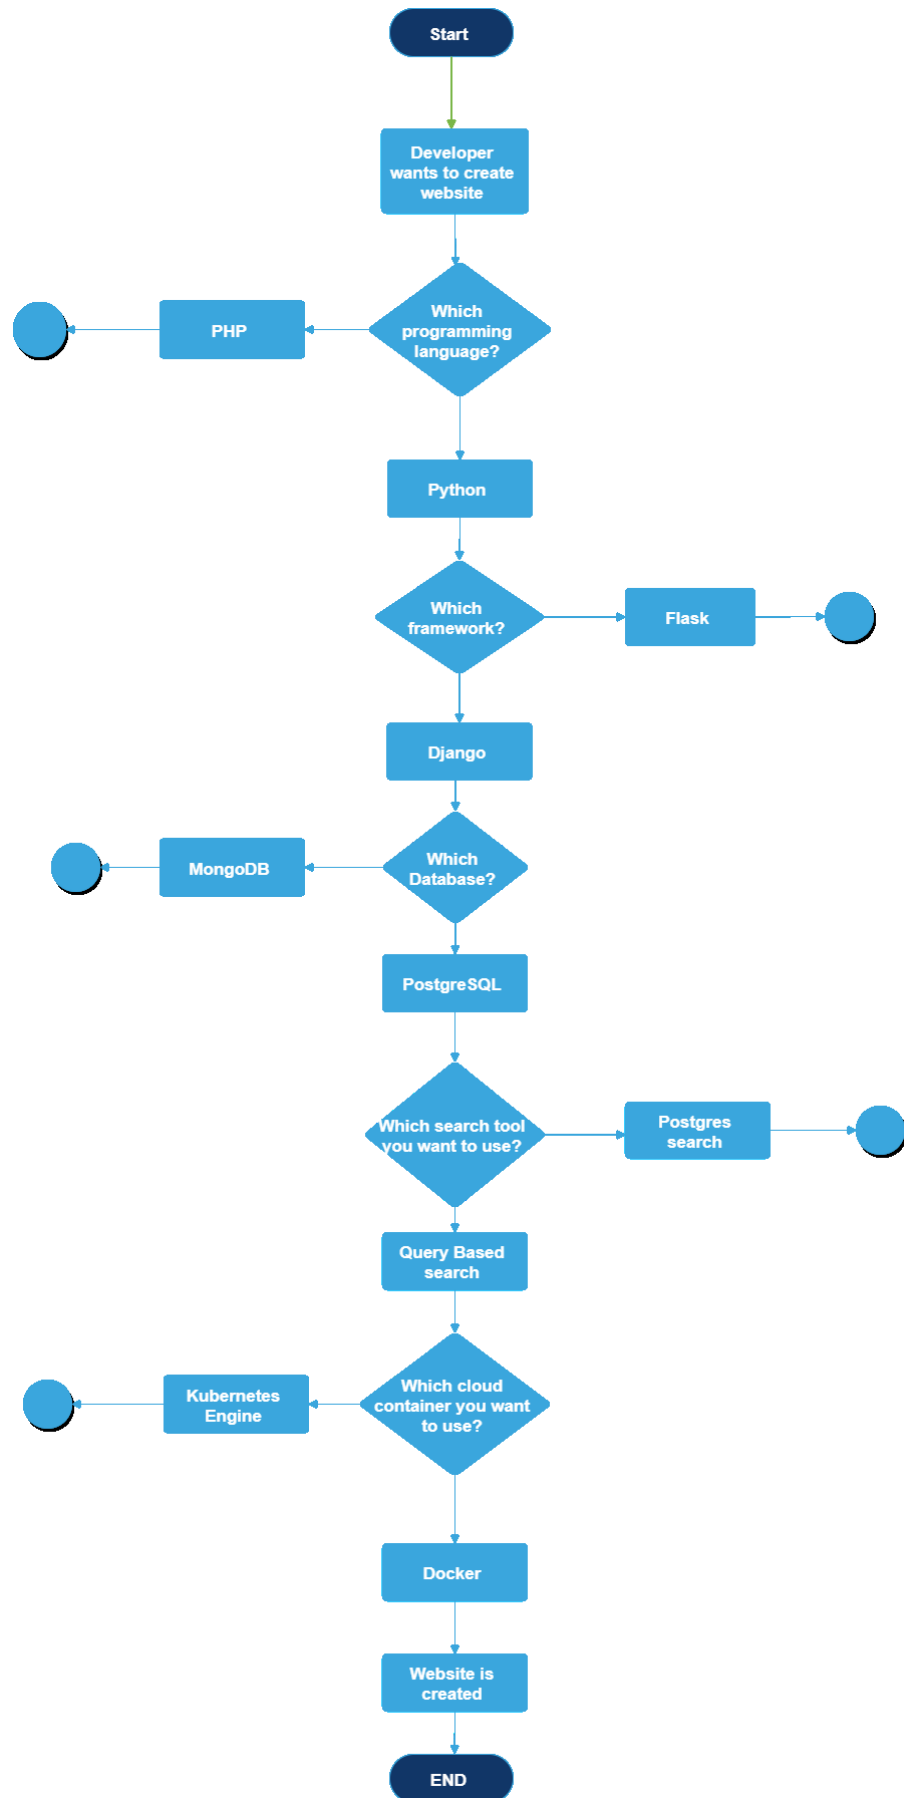 Start
Developer
wants to create
website
Which
programming
language?
PHP
Python
Which
framework?
Flask
Django
Which
Database?
MongoDB
PostgreSQL
Which search tool
you want to use?
Postgres
search
Query Based
search
Which cloud
container you want
to use?
Kubernetes
Engine
Docker
Website is
created
END